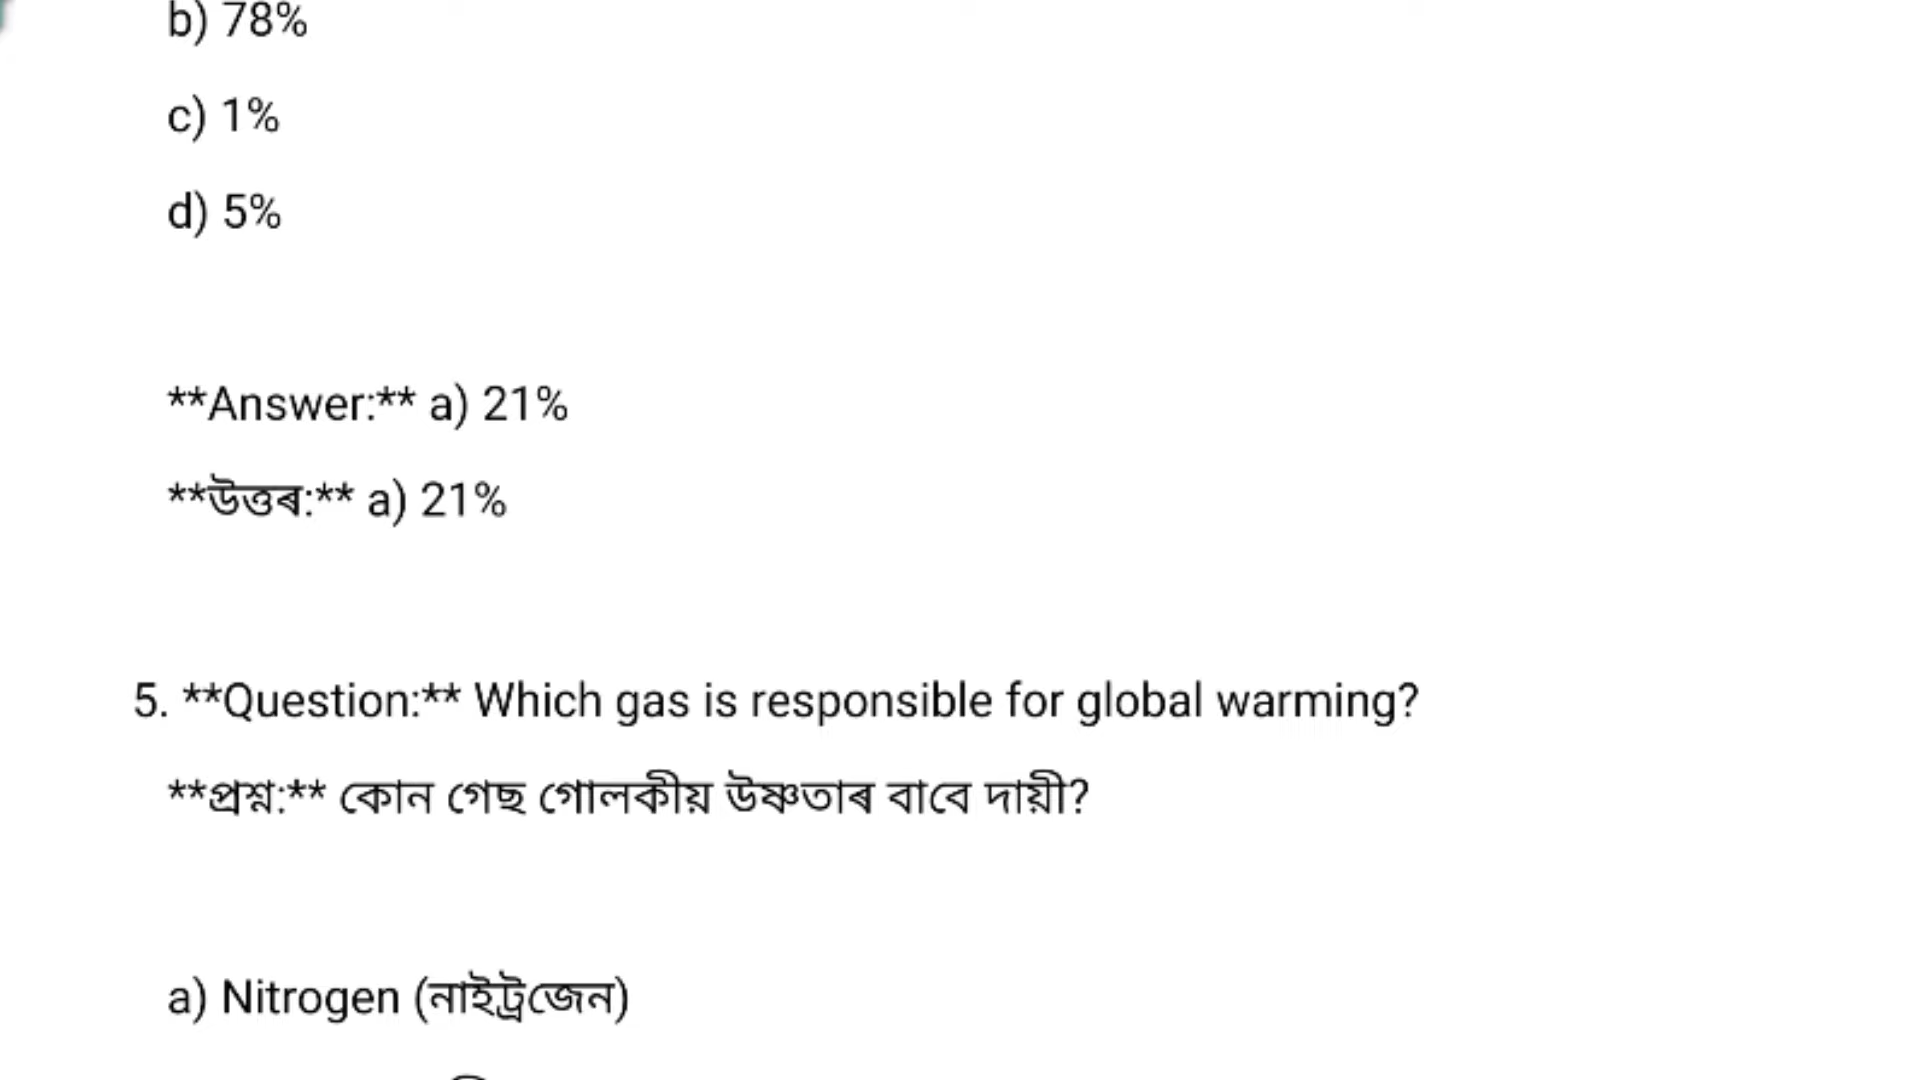 b) 78%
c) 1%
d) 5%
**Answer:** a) 21%
**উত্তৰ:** a) 21%
5. **Question:** Which gas is responsible for global warming?
**প্ৰশ্ন:** কোন গেছ গোলকীয় উষ্ণতাৰ বাবে দায়ী?
a) Nitrogen (নাইট্ৰজেন)